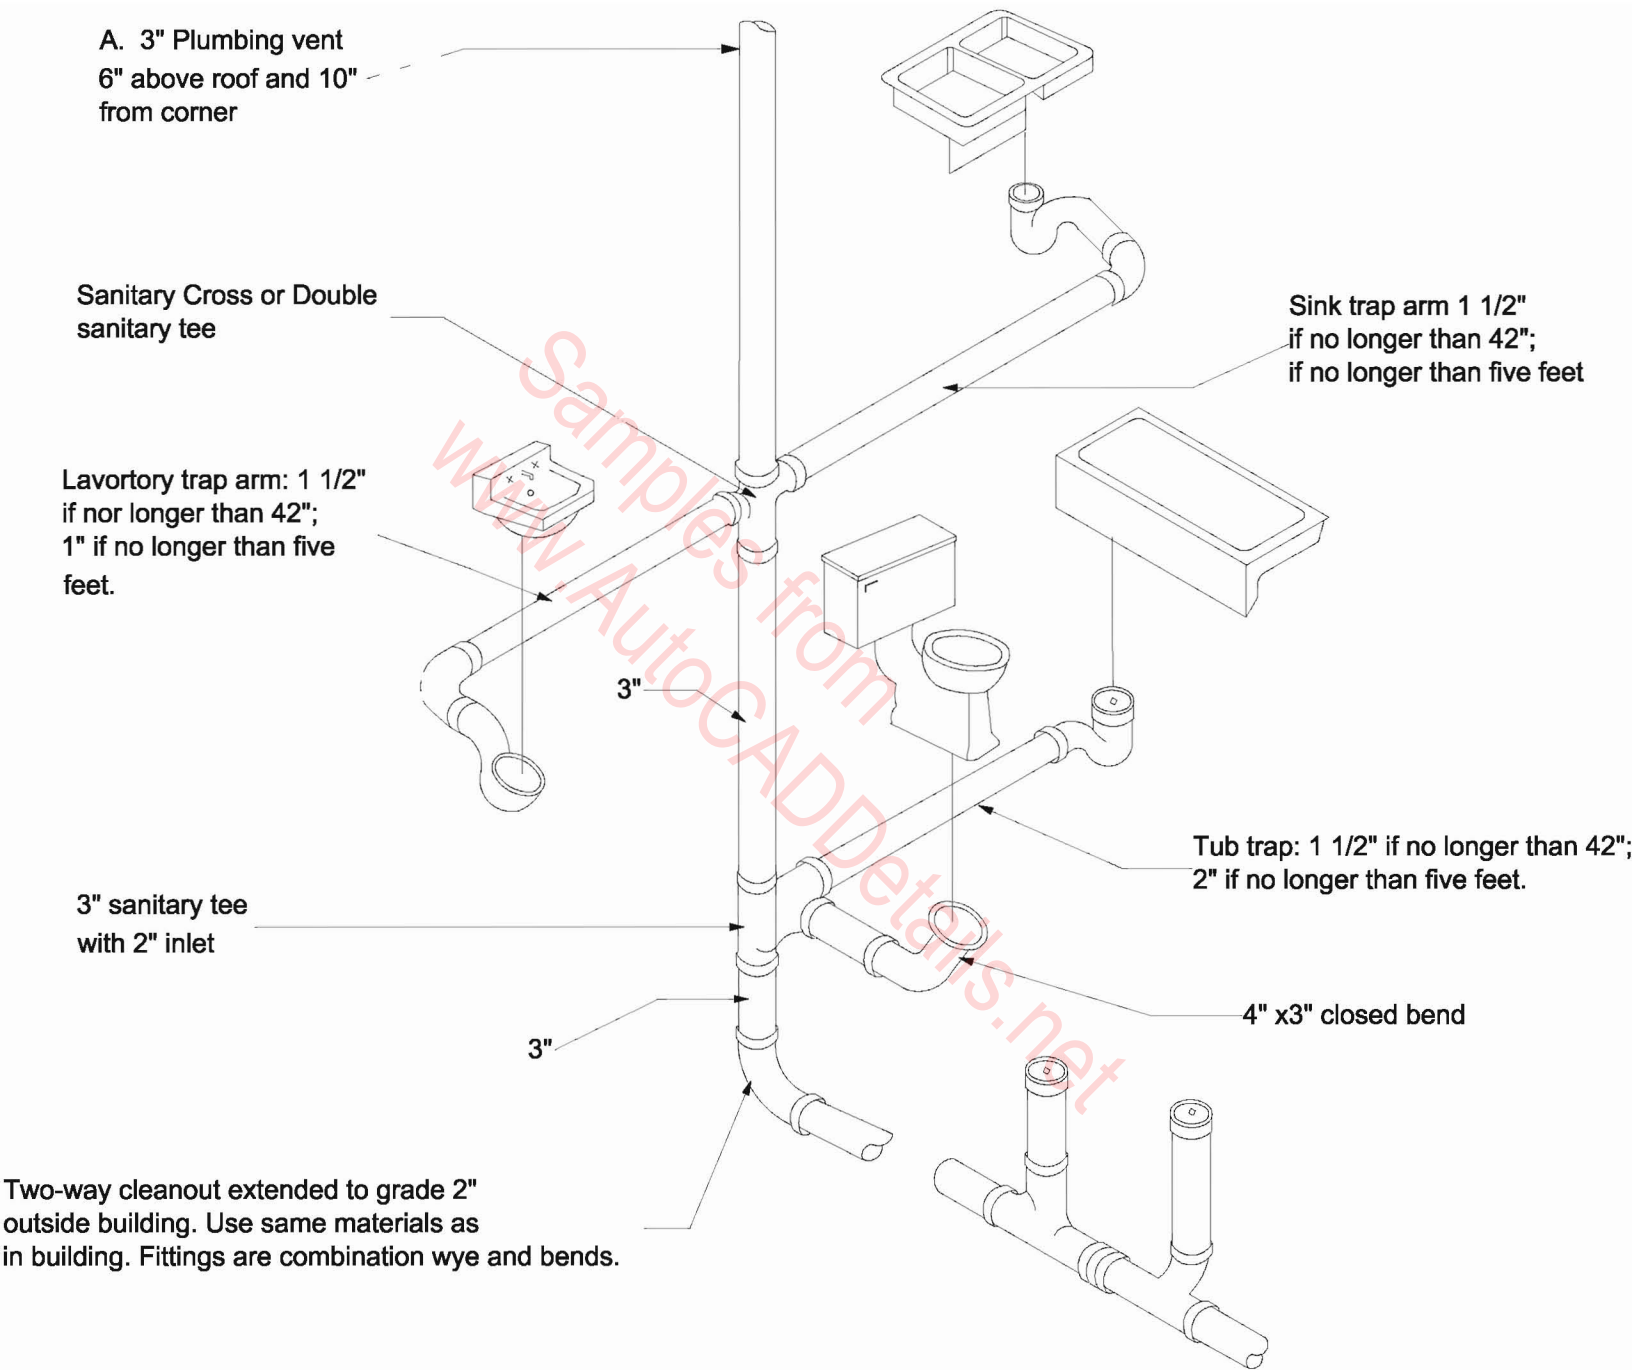 A. 3" Plumbing vent
6" above roof and 10"
from corner
Sanitary Cross or Double
sanitary tee
Sink trap arm 1 1/2"
if no longer than 42";
if no longer than five feet
Lavortory trap arm: 1 1/2"
if nor longer than 42";
1" if no longer than five
feet.
3"
Tub trap: 1 1/2" if no longer than 42";
2" if no longer than five feet.
3" sanitary tee
with 2" inlet
4" x3" closed bend
3"
Two-way cleanout extended to grade 2"
outside building. Use same materials as
in building. Fittings are combination wye and bends.
Samples from
www.AutoCADDetails.net